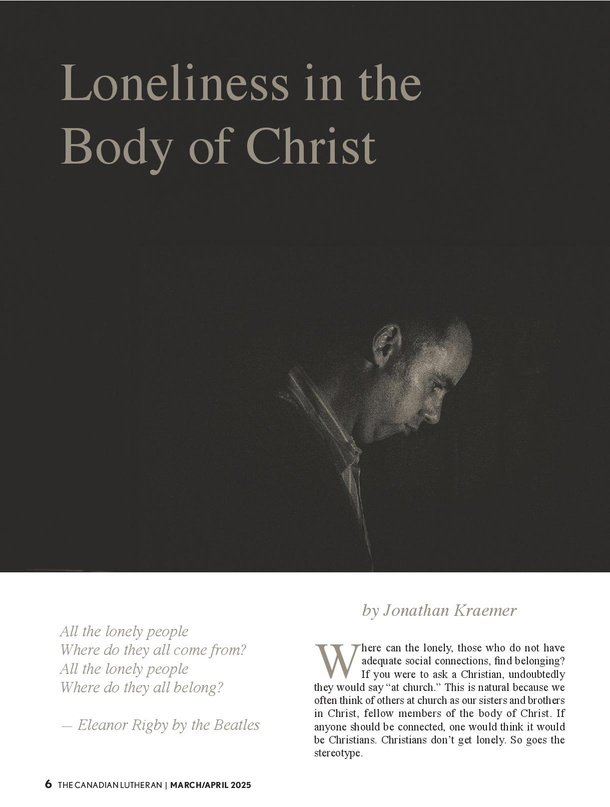 Loneliness in the
Body of Christ
by Jonathan Kraemer
All the lonely people
Where do they all come from?
All the lonely people
Where do they all belong?
— Eleanor Rigby by the Beatles
Where can the lonely, those who do not have
adequate social connections, find belonging?
If you were to ask a Christian, undoubtedly
they would say “at church.” This is natural because we
often think of others at church as our sisters and brothers
in Christ, fellow members of the body of Christ. If
anyone should be connected, one would think it would
be Christians. Christians don’t get lonely. So goes the
stereotype.
6 THE CANADIAN LUTHERAN | MARCH/APRIL 2025